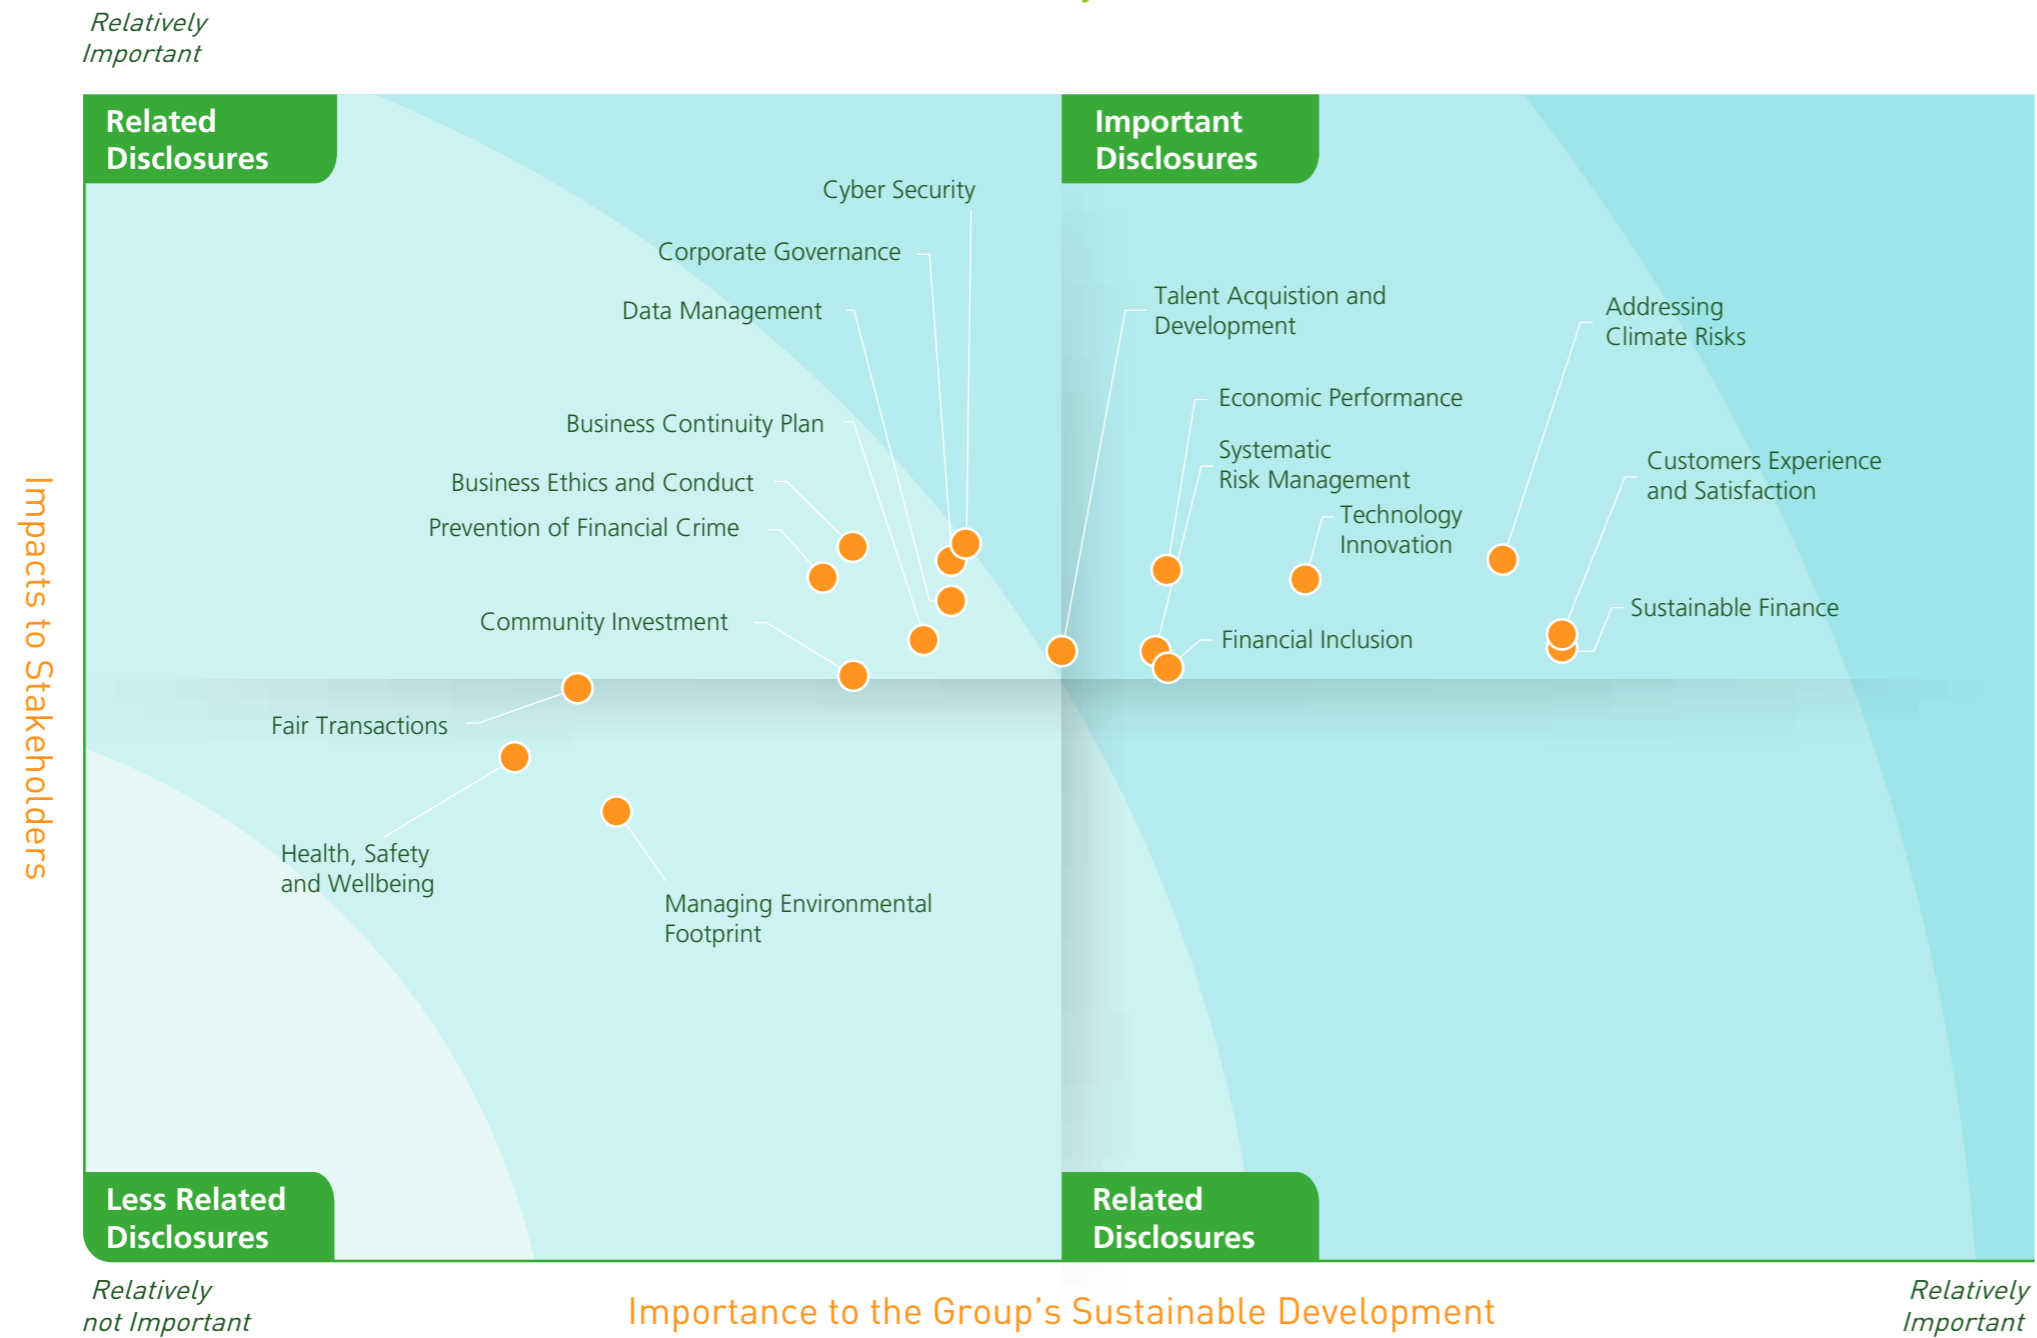 Relatively
Important
Related
Disclosures
Important
Disclosures
Cyber Security
Corporate Governance
Data Management
Talent Acquistion and
Development
Addressing
Climate Risks
Economic Performance
Business Continuity Plan
Systematic
Risk Management
Customers Experience
and Satisfaction
Business Ethics and Conduct
Technology
Innovation
Prevention of Financial Crime
Sustainable Finance
Community Investment
Financial Inclusion
Impacts to Stakeholders
Fair Transactions
Health, Safety
and Wellbeing
Managing Environmental
Footprint
Less Related
Disclosures
Related
Disclosures
Relatively
not Important
Importance to the Group's Sustainable Development
Relatively
Important